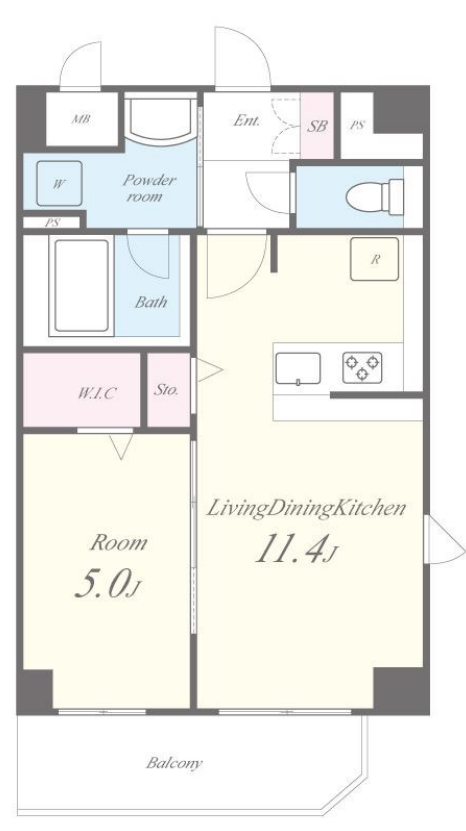 MB
Ent.
SB
PS
W
Powder
room
PS
R
Bath
W.I.C
Sto.
LivingDiningKitchen
11.4J
Room
5.0J
Balcony